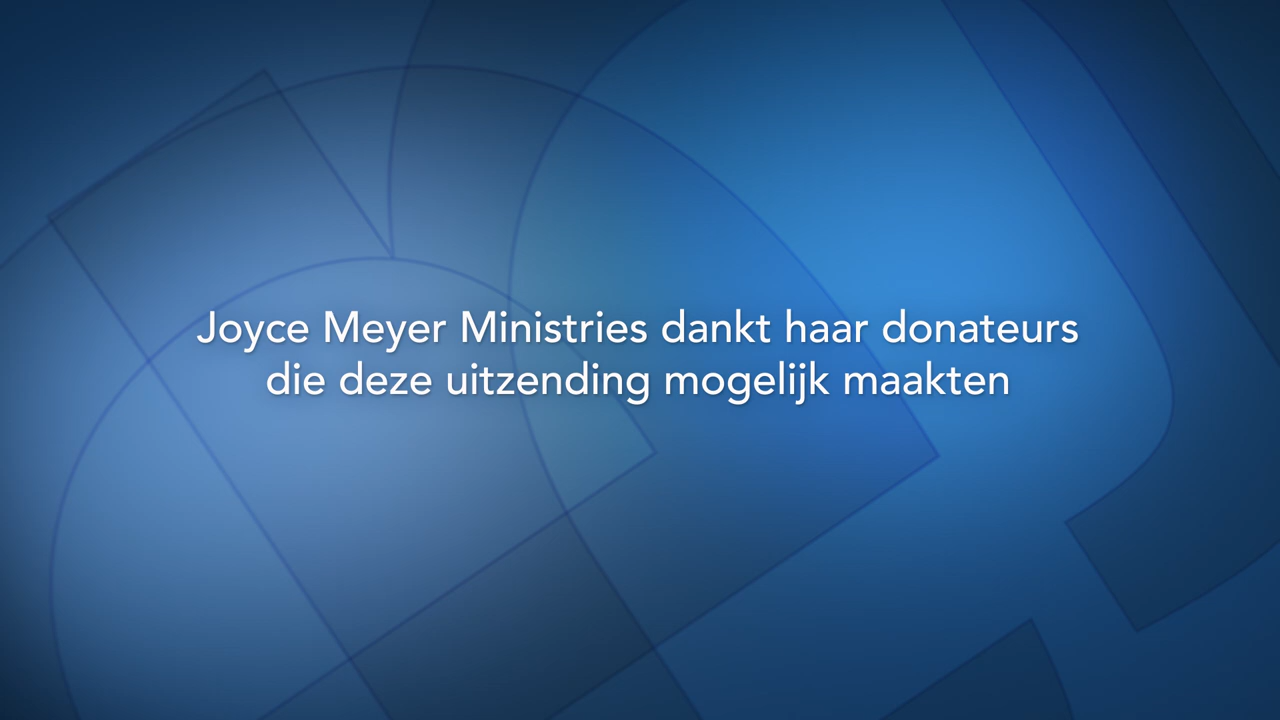 Joyce Meyer Ministries dankt haar donateurs
die deze uitzending mogelijk maakten